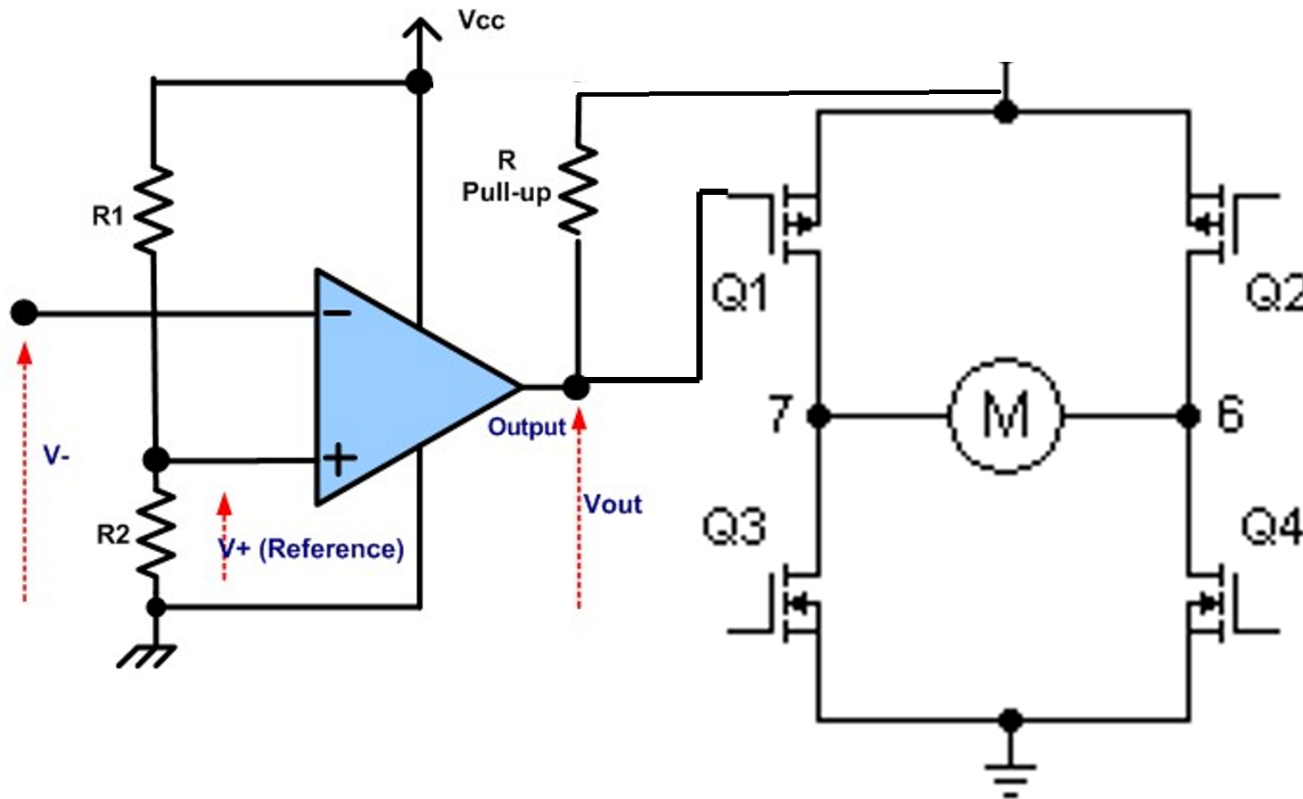 Vcc
R1
R
Pull-up
Q1
Q2
−
Output
7
M
6
V-
+
Vout
R2
V+ (Reference)
Q3
Q4